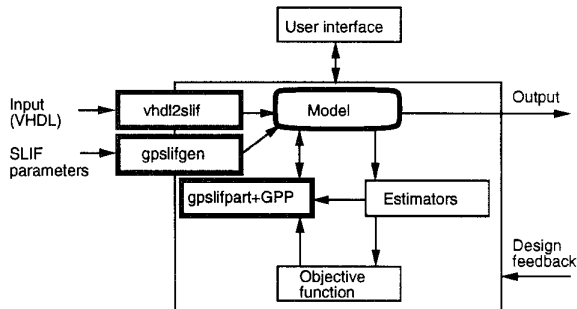 User interface
Input
(VHDL)
vhdl2slif
Model
Output
SLIF
parameters
gpslifgen
gpslifpart+GPP
Estimators
Design
feedback
Objective
function